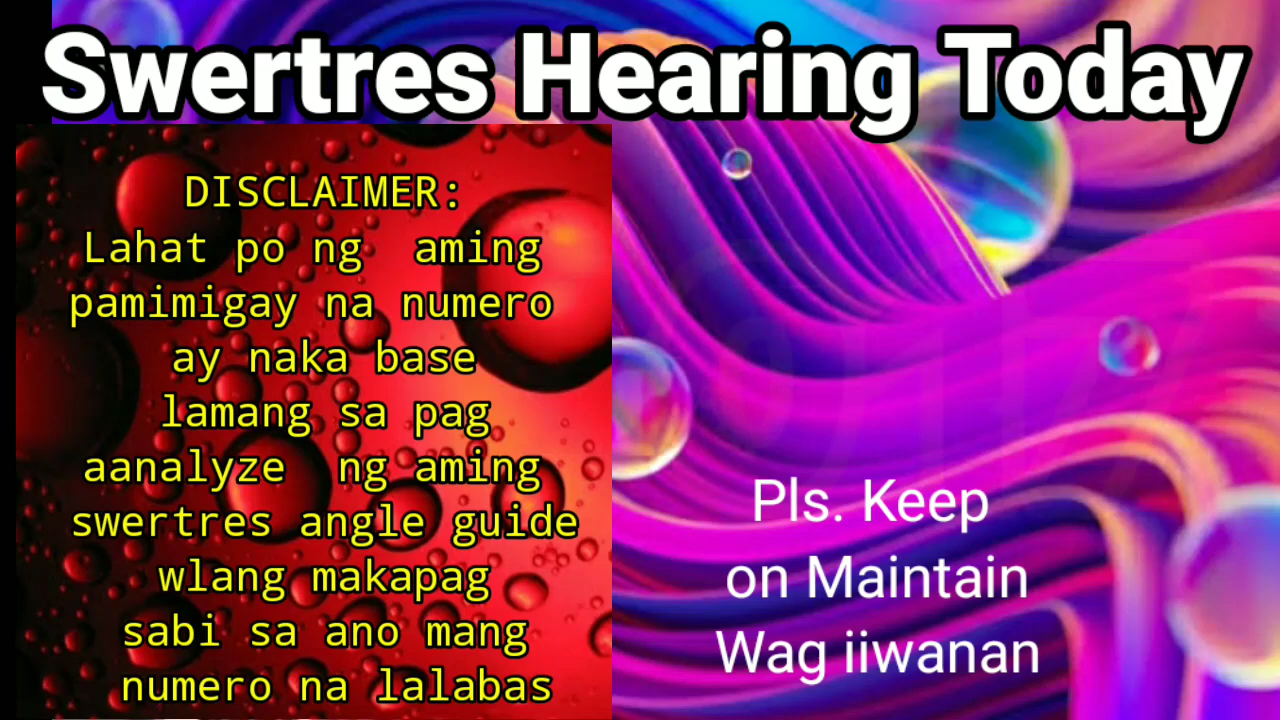 Swertres Hearing Today
DISCLAIMER:
Lahat po ng aming
pamimigay na numero
ay naka base
lamang sa pag
aanalyze ng aming
swertres angle guide
wlang makapag
sabi sa ano mang
numero na lalabas
Pls. Keep
on Maintain
Wag iiwanan